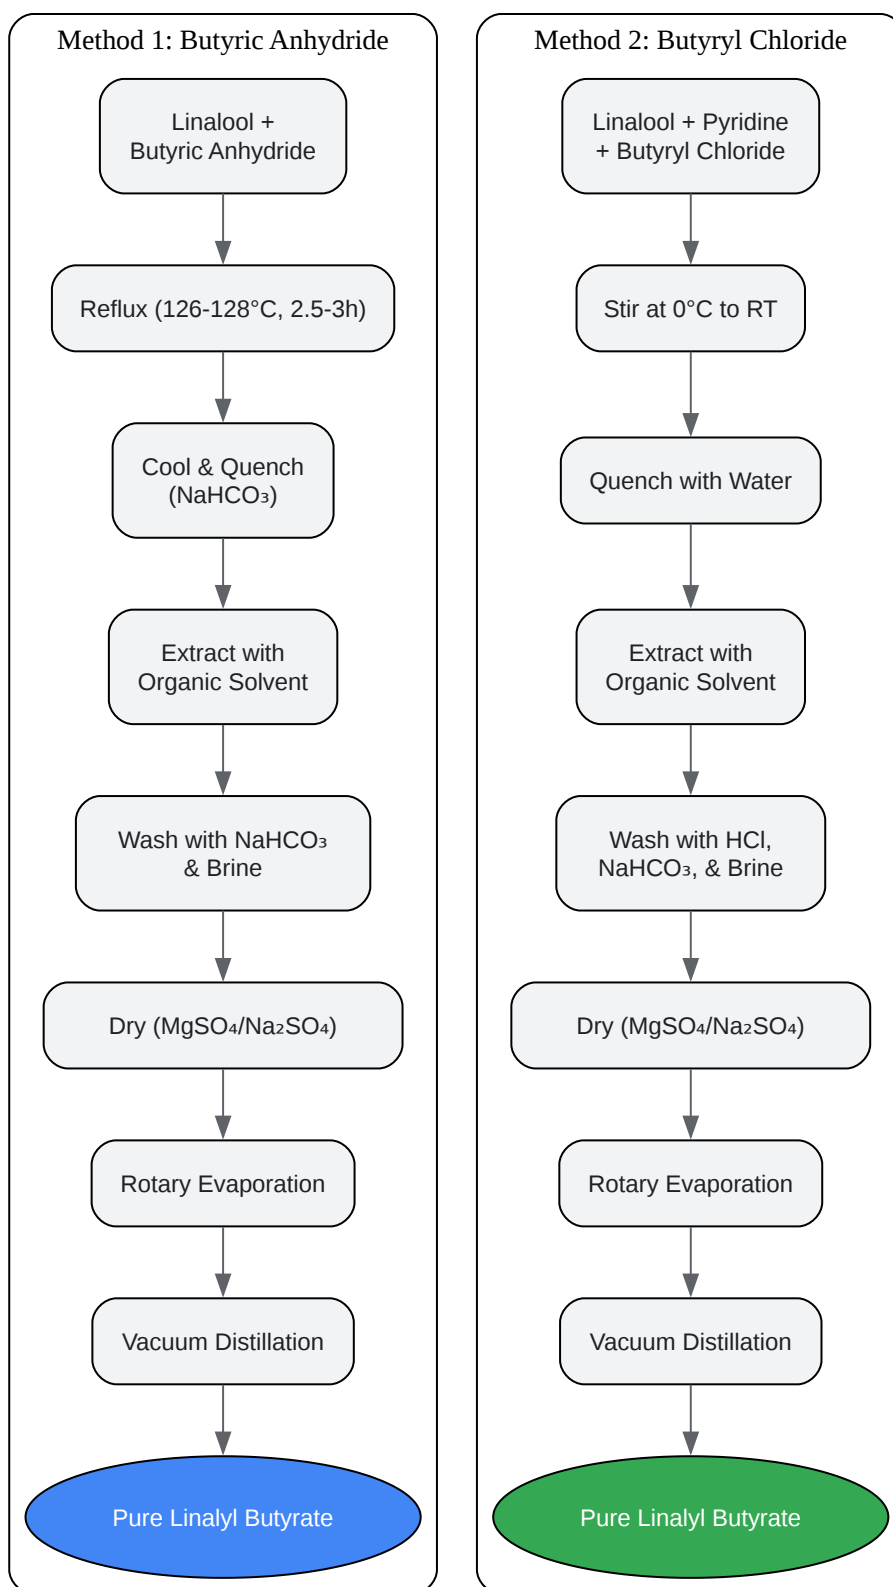 Method 1: Butyric Anhydride
Linalool +
Butyric Anhydride
Reflux (126-128°C, 2.5-3h)
Cool & Quench
(NaHCO₃)
Extract with
Organic Solvent
Wash with NaHCO₃
& Brine
Dry (MgSO₄/Na₂SO₄)
Rotary Evaporation
Vacuum Distillation
Pure Linalyl Butyrate
Method 2: Butyryl Chloride
Linalool + Pyridine
+ Butyryl Chloride
Stir at 0°C to RT
Quench with Water
Extract with
Organic Solvent
Wash with HCl,
NaHCO₃, & Brine
Dry (MgSO₄/Na₂SO₄)
Rotary Evaporation
Vacuum Distillation
Pure Linalyl Butyrate